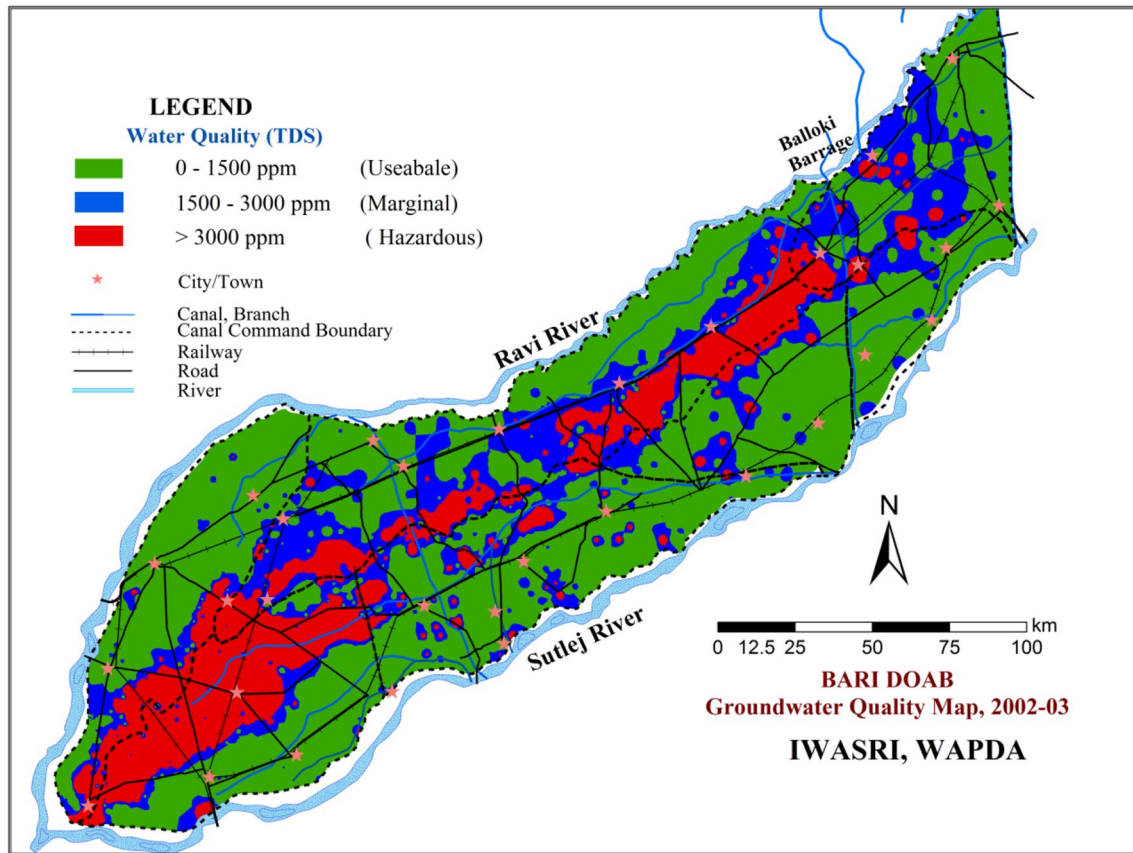 LEGEND
Water Quality (TDS)
0 - 1500 ppm (Useabale)
1500 - 3000 ppm (Marginal)
> 3000 ppm ( Hazardous)
City/Town
Canal, Branch
Canal Command Boundary
Railway
Road
River
Balloki
Barrage
Ravi River
Sutlej River
N
0 12.5 25 50 75 100 km
BARI DOAB
Groundwater Quality Map, 2002-03
IWASRI, WAPDA